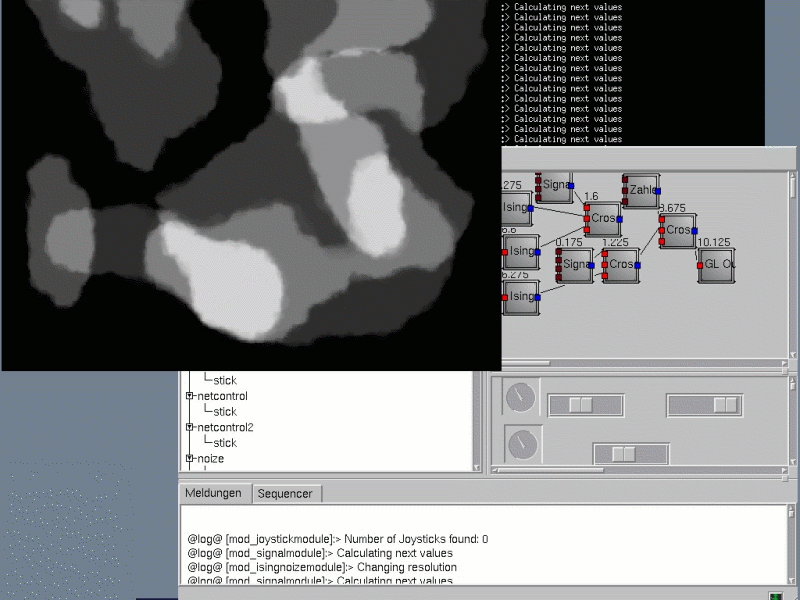 :> Calculating next values
:> Calculating next values
:> Calculating next values
:> Calculating next values
:> Calculating next values
:> Calculating next values
:> Calculating next values
:> Calculating next values
:> Calculating next values
:> Calculating next values
:> Calculating next values
:> Calculating next values
:> Calculating next values
:> Calculating next values
.275
Signa
Zahle
1.6
Ising
Cros
3.675
Cros
6.6
0.175
1.225
10.125
Ising
Signa
Cros
GL Ou
6.275
Ising
stick
netcontrol
stick
netcontrol2
stick
noize
Meldungen
Sequencer
@log@ [mod_joystickmodule]:> Number of Joysticks found: 0
@log@ [mod_signalmodule]:> Calculating next values
@log@ [mod_isingnoizemodule]:> Changing resolution
@log@ [mod_signalmodule]:> Calculating next values